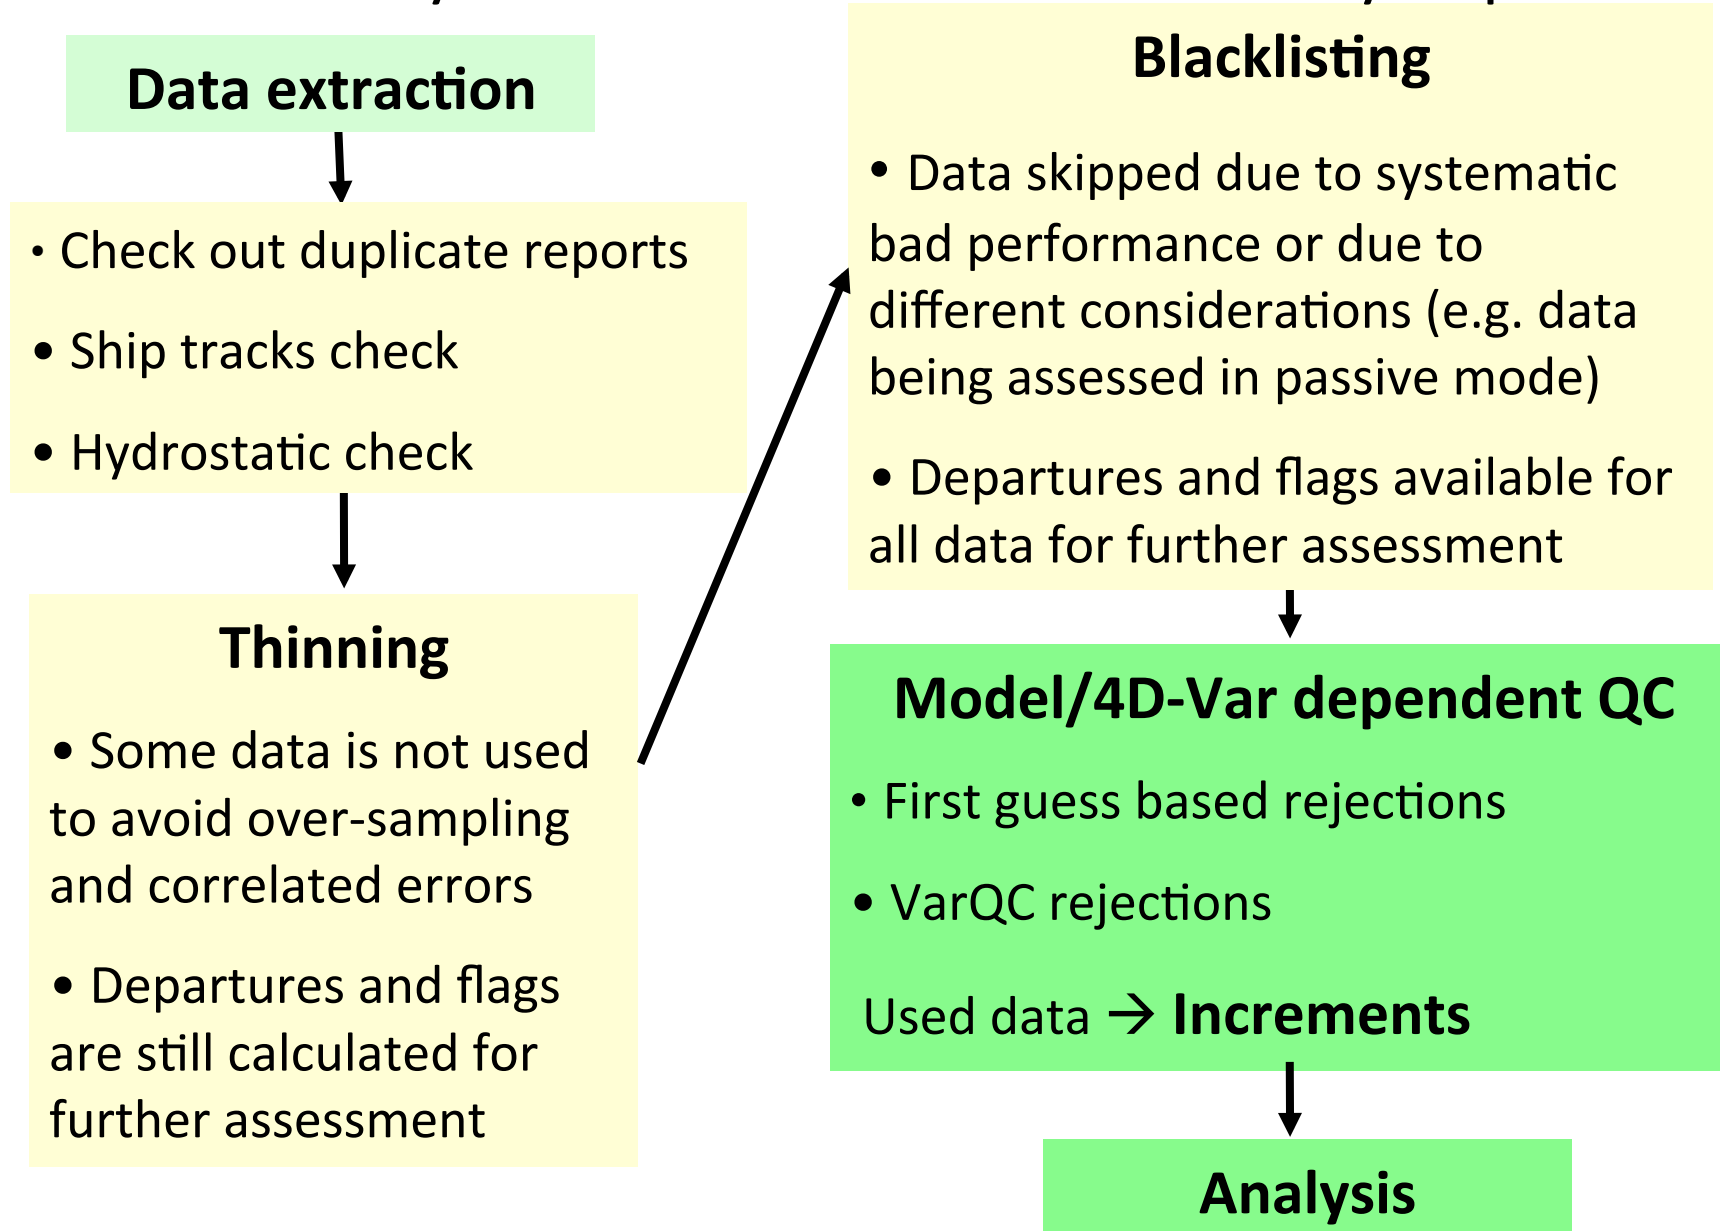 Data extraction
• Check out duplicate reports
• Ship tracks check
• Hydrostatic check
Thinning
• Some data is not used
to avoid over-sampling
and correlated errors
• Departures and flags
are still calculated for
further assessment
Blacklisting
• Data skipped due to systematic
bad performance or due to
different considerations (e.g. data
being assessed in passive mode)
• Departures and flags available for
all data for further assessment
Model/4D-Var dependent QC
• First guess based rejections
• VarQC rejections
Used data → Increments
Analysis